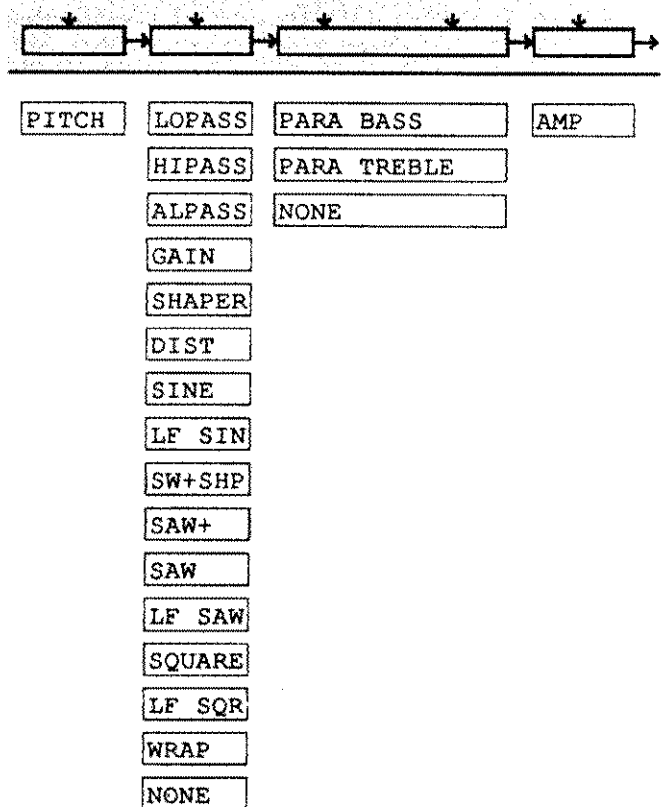 PITCH LOPASS PARA BASS AMP
HIPASS PARA TREBLE
ALPASS NONE
GAIN
SHAPER
DIST
SINE
LF SIN
SW+SHP
SAW+
SAW
LF SAW
SQUARE
LF SQR
WRAP
NONE